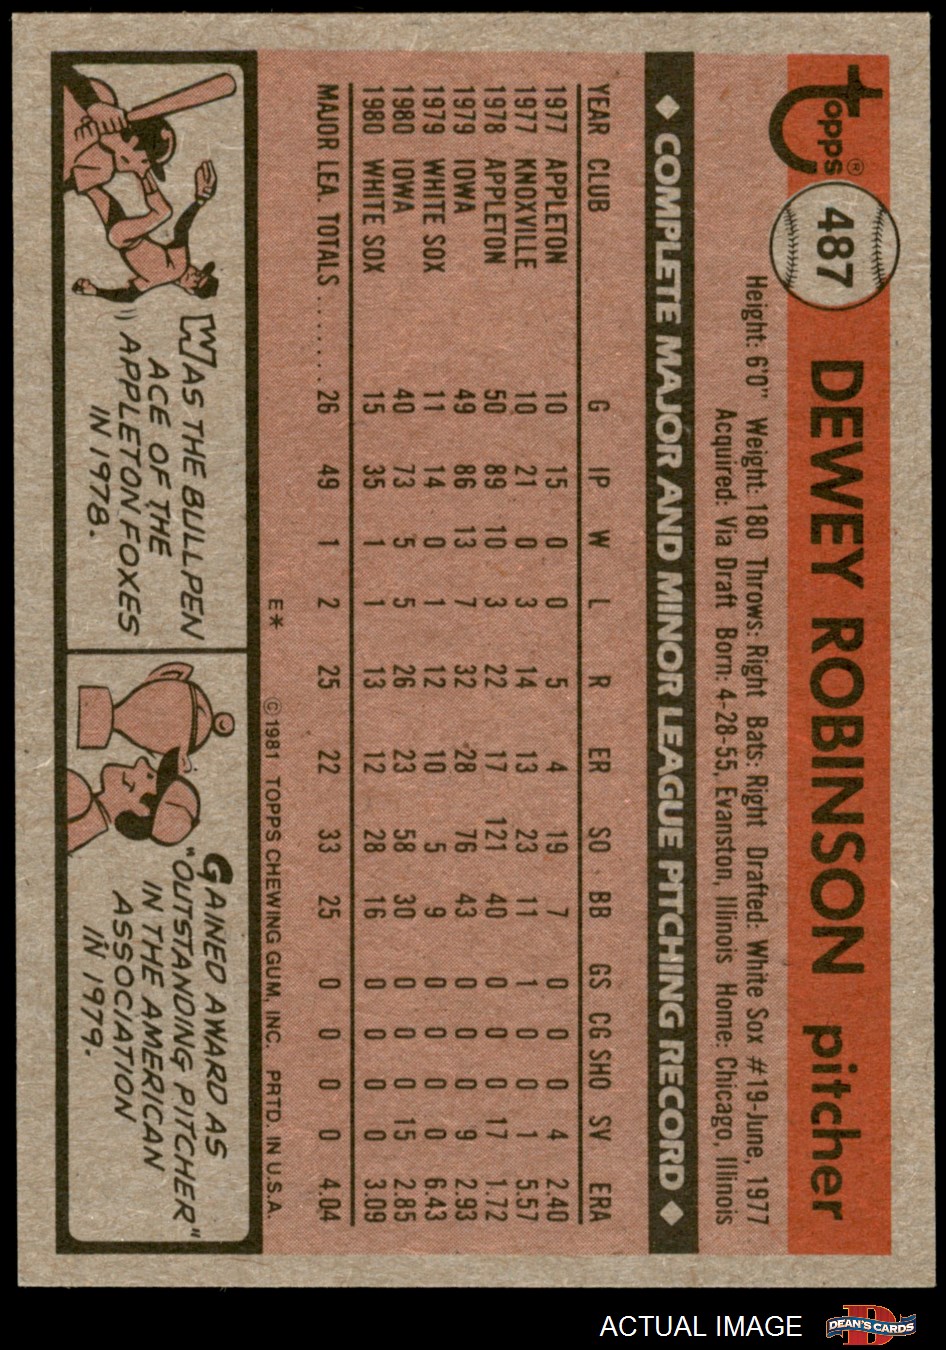 Topps®
487
DEWEY ROBINSON pitcher
Height: 6'0" Weight: 180 Throws: Right Bats: Right Drafted: White Sox #19-June, 1977
Acquired: Via Draft Born: 4-28-55, Evanston, Illinois Home: Chicago, Illinois
◆ COMPLETE MAJOR AND MINOR LEAGUE PITCHING RECORD ◆
YEAR CLUB G IP W L R ER SO BB GS CG SHO SV ERA
1977 APPLETON 10 15 0 0 5 4 19 7 0 0 0 4 2.40
1977 KNOXVILLE 10 21 0 3 14 13 23 11 1 0 0 1 5.57
1978 APPLETON 50 89 10 3 22 17 121 40 0 0 0 17 1.72
1979 IOWA 49 86 13 7 32 28 76 43 0 0 0 9 2.93
1979 WHITE SOX 11 14 0 1 12 10 5 9 0 0 0 0 6.43
1980 IOWA 40 73 5 5 26 23 58 30 0 0 0 15 2.85
1980 WHITE SOX 15 35 1 1 13 12 28 16 0 0 0 0 3.09
MAJOR LEA. TOTALS ...... 26 49 1 2 25 22 33 25 0 0 0 0 4.04
E* ©1981 TOPPS CHEWING GUM, INC. PRTD. IN U.S.A.
WAS THE BULLPEN
ACE OF THE
APPLETON FOXES
IN 1978.
GAINED AWARD AS
"OUTSTANDING PITCHER"
IN THE AMERICAN
ASSOCIATION
IN 1979.
ACTUAL IMAGE
D
DEAN'S CARDS